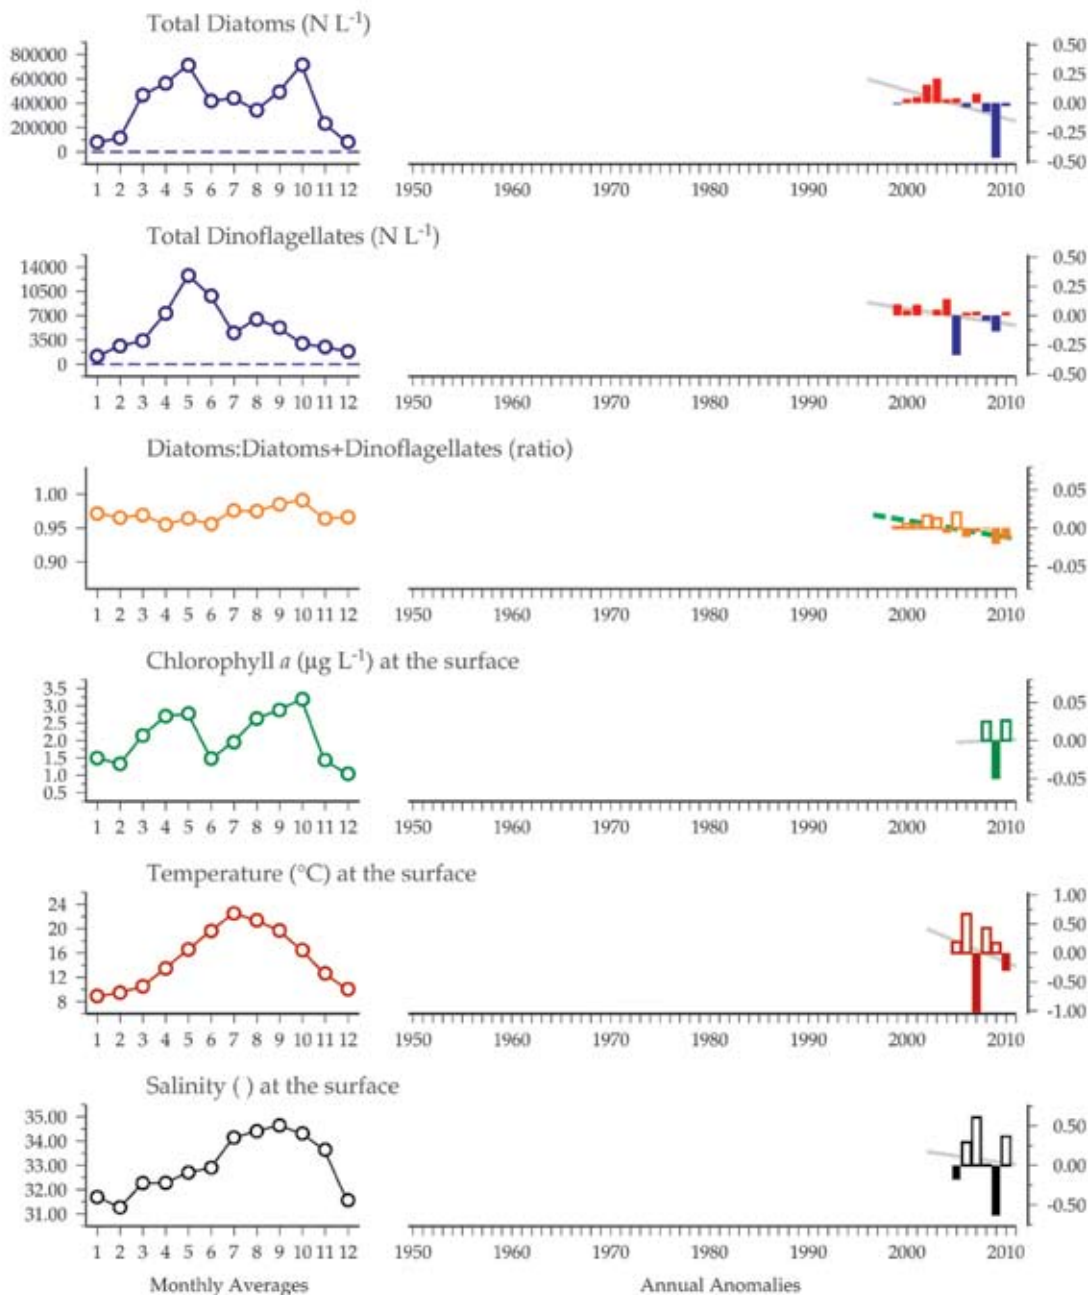 Total Diatoms (N L⁻¹)
800000
600000
400000
200000
0
0.50
0.25
0.00
-0.25
-0.50
1 2 3 4 5 6 7 8 9 10 11 12
1950 1960 1970 1980 1990 2000 2010
Total Dinoflagellates (N L⁻¹)
14000
10500
7000
3500
0
0.50
0.25
0.00
-0.25
-0.50
1 2 3 4 5 6 7 8 9 10 11 12
1950 1960 1970 1980 1990 2000 2010
Diatoms:Diatoms+Dinoflagellates (ratio)
1.00
0.95
0.90
0.05
0.00
-0.05
1 2 3 4 5 6 7 8 9 10 11 12
1950 1960 1970 1980 1990 2000 2010
Chlorophyll a (µg L⁻¹) at the surface
3.5
3.0
2.5
2.0
1.5
1.0
0.5
0.05
0.00
-0.05
1 2 3 4 5 6 7 8 9 10 11 12
1950 1960 1970 1980 1990 2000 2010
Temperature (°C) at the surface
24
20
16
12
8
1.00
0.50
0.00
-0.50
-1.00
1 2 3 4 5 6 7 8 9 10 11 12
1950 1960 1970 1980 1990 2000 2010
Salinity ( ) at the surface
35.00
34.00
33.00
32.00
31.00
0.50
0.00
-0.50
1 2 3 4 5 6 7 8 9 10 11 12
1950 1960 1970 1980 1990 2000 2010
Monthly Averages
Annual Anomalies